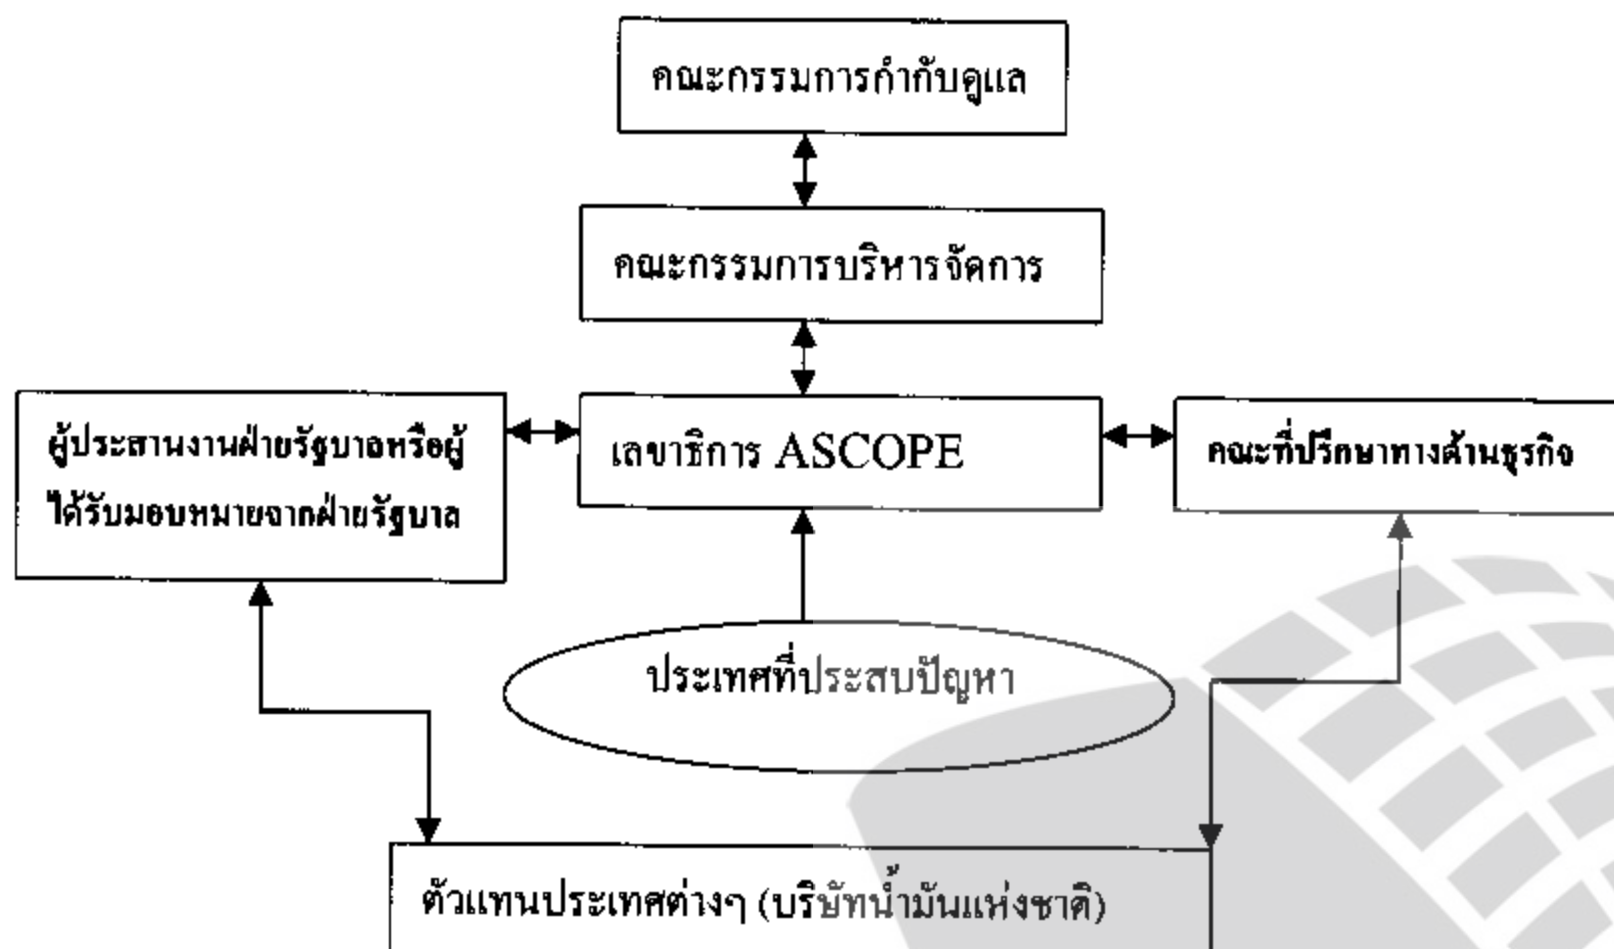 คณะกรรมการกำกับดูแล
คณะกรรมการบริหารจัดการ
ผู้ประสานงานฝ่ายรัฐบาลหรือผู้
ได้รับมอบหมายจากฝ่ายรัฐบาล
เลขาธิการ ASCOPE
คณะที่ปรึกษาทางด้านธุรกิจ
ประเทศที่ประสบปัญหา
ตัวแทนประเทศต่างๆ (บริษัทน้ำมันแห่งชาติ)